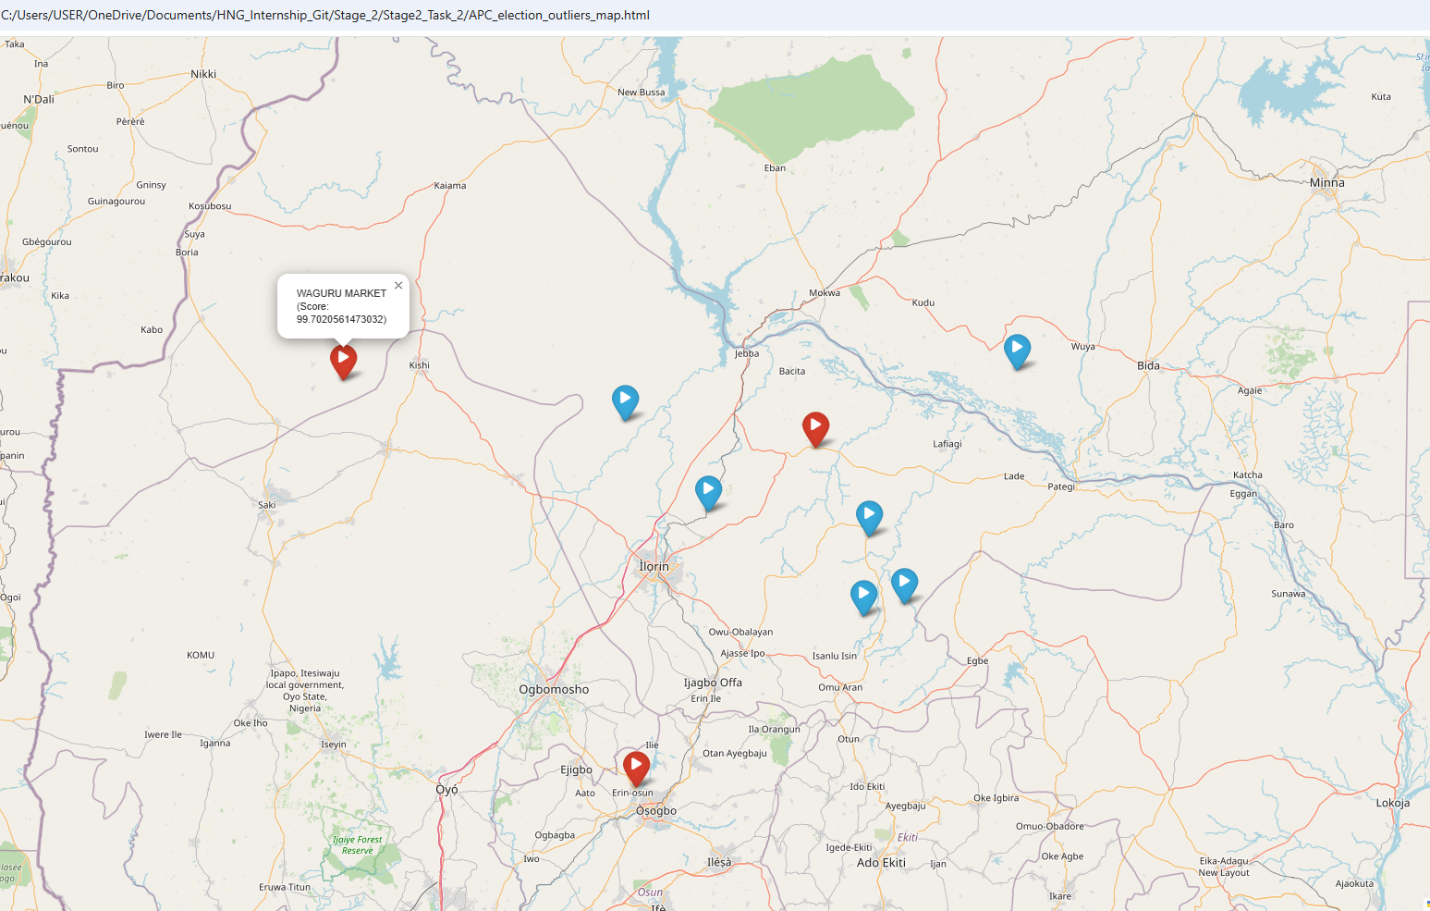 C:/Users/USER/OneDrive/Documents/HNG_Internship_Git/Stage_2/Stage2_Task_2/APC_election_outliers_map.html
Taka
Ina
Nikki
Biro
N'Dali
New Bussa
Kuta
Pèrèrè
Sontou
Eban
Gninsy
Kaiama
Minna
Guinagourou
Kosubosu
Suya
Gbégourou
Boria
Kika
WAGURU MARKET
(Score:
99.7020561473032)
×
Mokwa
Kudu
Kabo
Wuya
Jebba
Kishi
Bacita
Bida
Agaie
Lafiagi
Lade
Katcha
Pategi
Eggan
Saki
Baro
Ìlọrin
Sunawa
Owu-Obalayan
Ajasse Ipo
KOMU
Isanlu Isin
Egbe
Ipapo, Itesiwaju
local government,
Oyo State,
Nigeria
Ogbomosho
Ijagbo Offa
Erin Ile
Omu Aran
Oke Iho
Ila Orangun
Iwere Ile
Iganna
Iseyin
Ilie
Otan Ayegbaju
Otun
Ejigbo
Aato
Erin-osun
Ọyọ́
Ido Ekiti
Oke Igbira
Ayegbaju
Lokoja
Òṣogbo
Omuo-Obadore
Ijaiye Forest
Reserve
Ogbagba
Ekiti
Igede-Ekiti
Iwo
Iléṣà
Ado Ekiti
Ijan
Oke Agbe
Eika-Adagu
New Layout
Eruwa Titun
Osun
Ikare
Ajaokuta